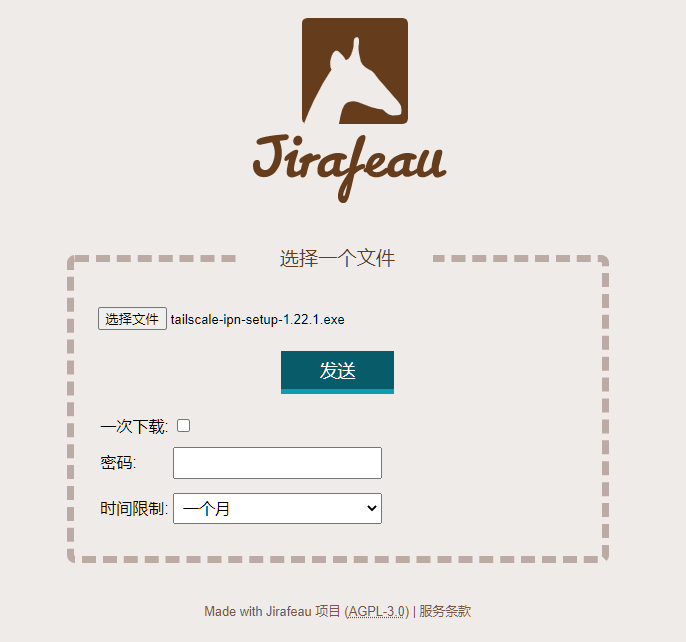 Jirafeau
选择一个文件
选择文件 tailscale-ipn-setup-1.22.1.exe
发送
一次下载:
密码:
时间限制: 一个月
Made with Jirafeau 项目 (AGPL-3.0) | 服务条款